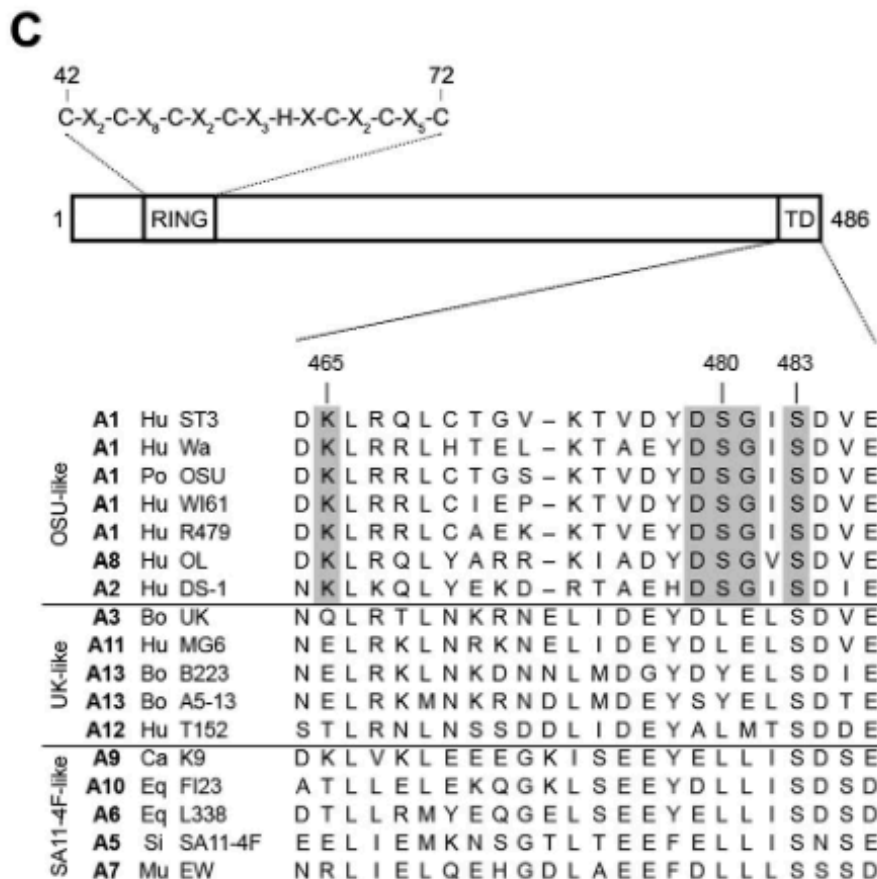 C
42 72
C-X2-C-X8-C-X2-C-X3-H-X-C-X2-C-X5-C
1 RING TD 486
465 480 483
OSU-like
A1 Hu ST3 D K L R Q L C T G V – K T V D Y D S G I S D V E
A1 Hu Wa D K L R R L H T E L – K T A E Y D S G I S D V E
A1 Po OSU D K L R R L C T G S – K T V D Y D S G I S D V E
A1 Hu WI61 D K L R R L C I E P – K T V D Y D S G I S D V E
A1 Hu R479 D K L R R L C A E K – K T V E Y D S G I S D V E
A8 Hu OL D K L R Q L Y A R R – K I A D Y D S G V S D V E
A2 Hu DS-1 N K L K Q L Y E K D – R T A E H D S G I S D I E
UK-like
A3 Bo UK N Q L R T L N K R N E L I D E Y D L E L S D V E
A11 Hu MG6 N E L R K L N R K N E L I D E Y D L E L S D V E
A13 Bo B223 N E L R K L N K D N N L M D G Y D Y E L S D I E
A13 Bo A5-13 N E L R K M N K R N D L M D E Y S Y E L S D T E
A12 Hu T152 S T L R N L N S S D D L I D E Y A L M T S D D E
SA11-4F-like
A9 Ca K9 D K L V K L E E E G K I S E E Y E L L I S D S E
A10 Eq FI23 A T L L E L E K Q G K L S E E Y D L L I S D S D
A6 Eq L338 D T L L R M Y E Q G E L S E E Y E L L I S D S D
A5 Si SA11-4F E E L I E M K N S G T L T E E F E L L I S N S E
A7 Mu EW N R L I E L Q E H G D L A E E F D L L L S S S D